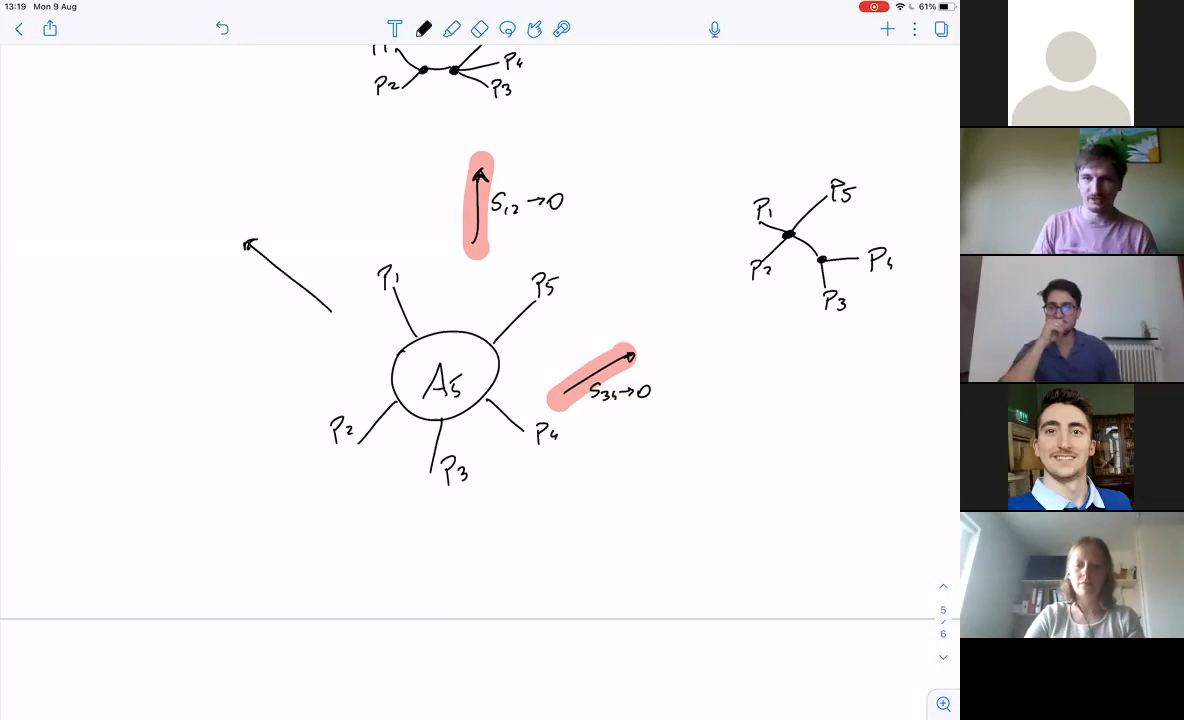 13:19 Mon 9 Aug
61%
T
P4
P2
P3
S12 → 0
P5
P1
P2
P4
P3
P1
P5
A5
S34 → 0
P2
P4
P3
5
6